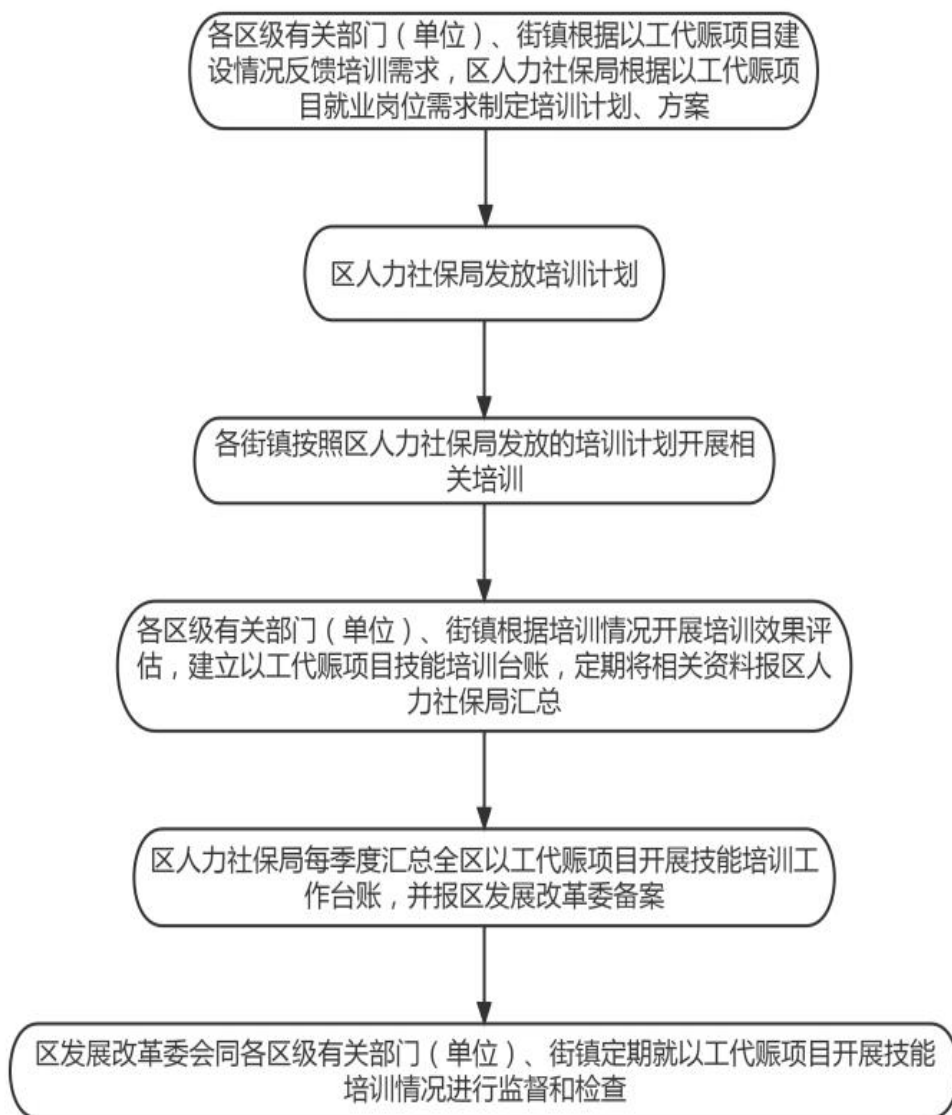 各区级有关部门（单位）、街镇根据以工代赈项目建
设情况反馈培训需求，区人力社保局根据以工代赈项
目就业岗位需求制定培训计划、方案
区人力社保局发放培训计划
各街镇按照区人力社保局发放的培训计划开展相
关培训
各区级有关部门（单位）、街镇根据培训情况开展培训效果评
估，建立以工代赈项目技能培训台账，定期将相关资料报区人
力社保局汇总
区人力社保局每季度汇总全区以工代赈项目开展技能培训工
作台账，并报区发展改革委备案
区发展改革委会同各区级有关部门（单位）、街镇定期就以工代赈项目开展技能
培训情况进行监督和检查